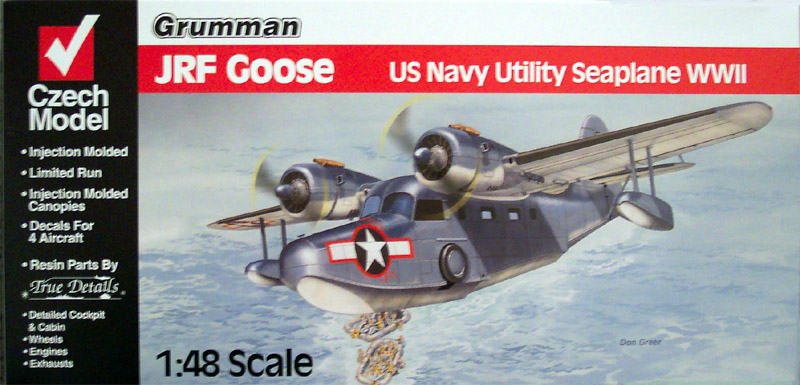 Grumman
JRF Goose
US Navy Utility Seaplane WWII
Czech
Model
• Injection Molded
• Limited Run
• Injection Molded
Canopies
• Decals For
4 Aircraft
• Resin Parts By
True Details
• Detailed Cockpit
& Cabin
• Wheels
• Engines
• Exhausts
1:48 Scale
Don Greer